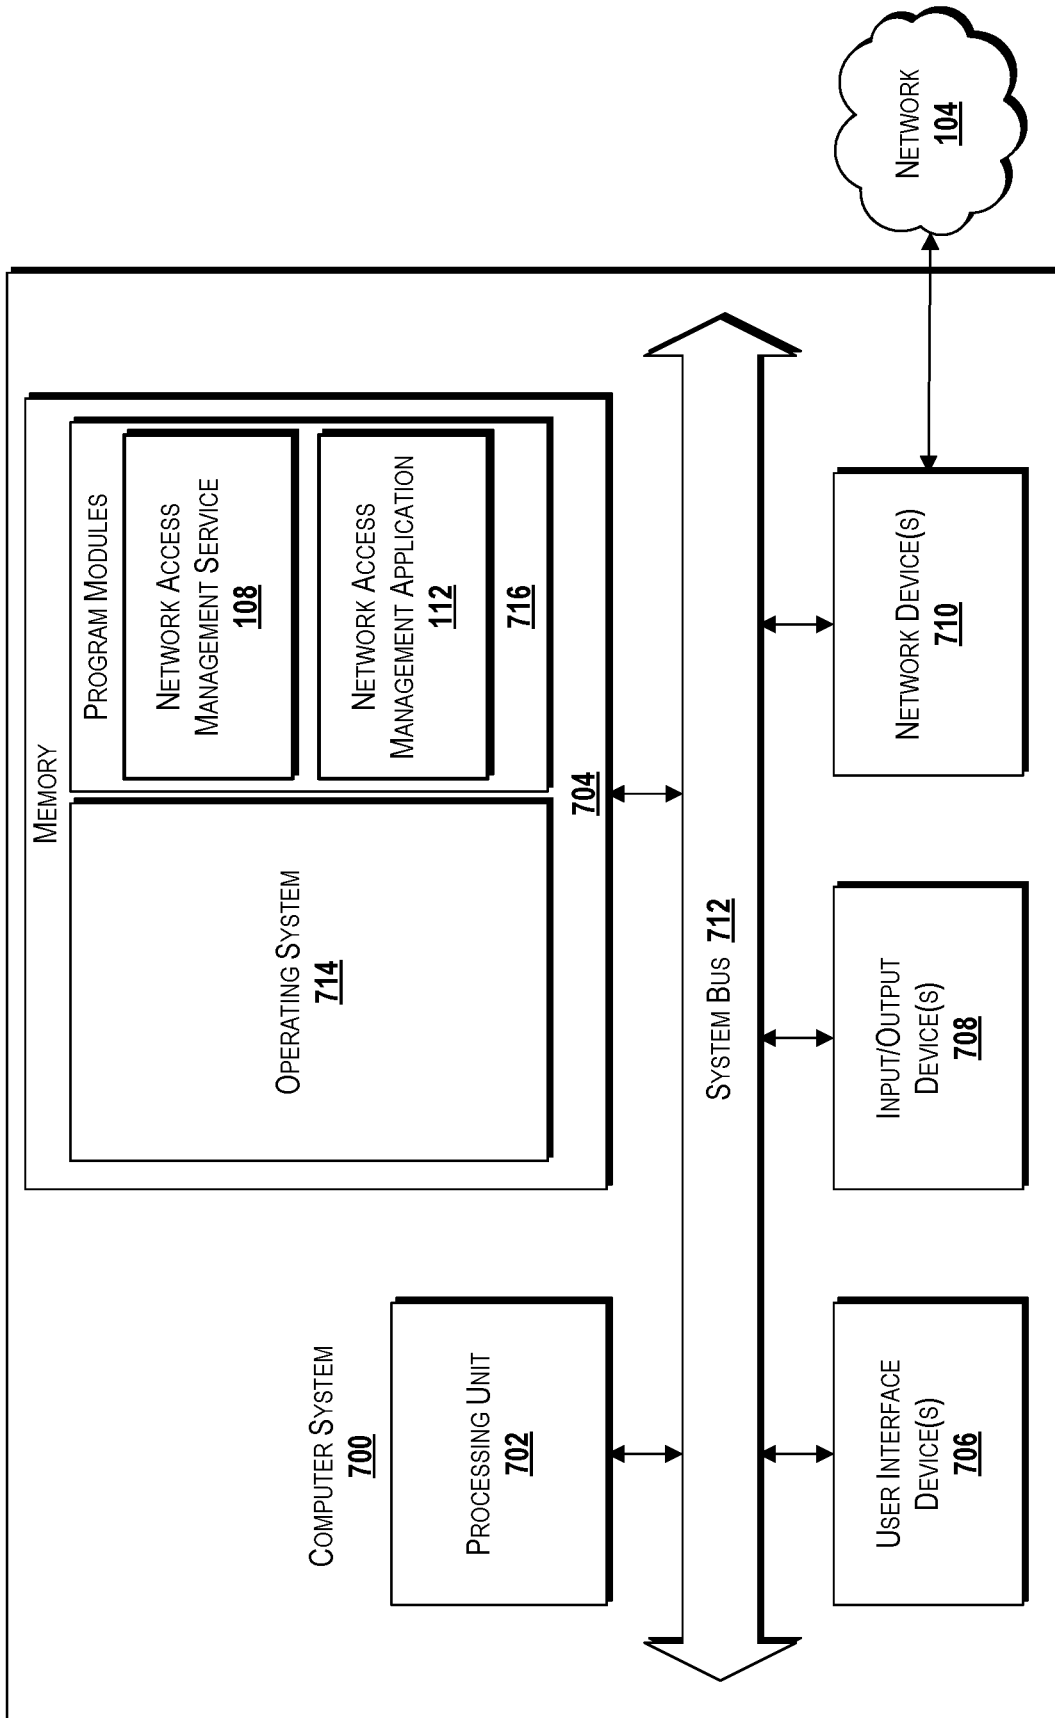 COMPUTER SYSTEM
700
PROCESSING UNIT
702
MEMORY
OPERATING SYSTEM
714
PROGRAM MODULES
NETWORK ACCESS
MANAGEMENT SERVICE
108
NETWORK ACCESS
MANAGEMENT APPLICATION
112
716
704
SYSTEM BUS 712
USER INTERFACE
DEVICE(S)
706
INPUT/OUTPUT
DEVICE(S)
708
NETWORK DEVICE(S)
710
NETWORK
104